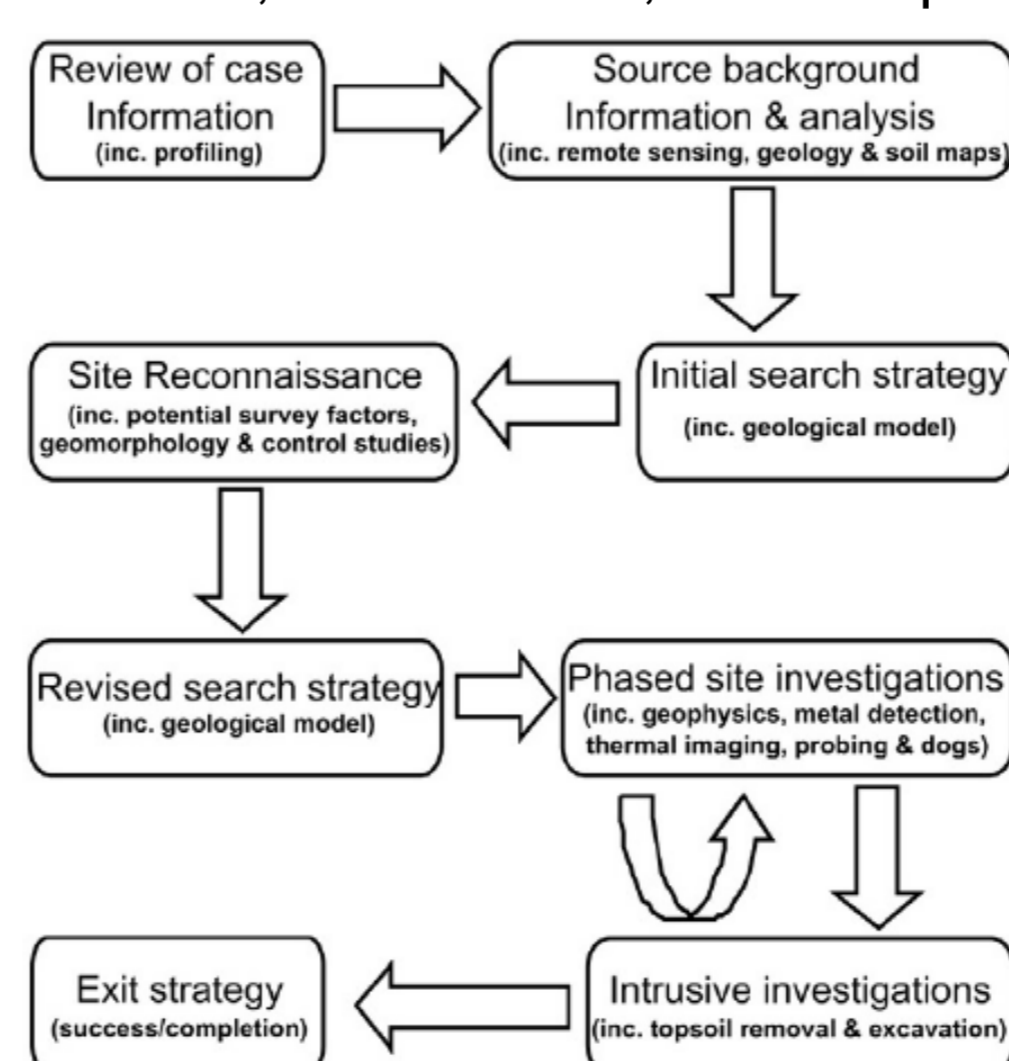 Review of case
Information
(inc. profiling)
Source background
Information & analysis
(inc. remote sensing, geology & soil maps)
Initial search strategy
(inc. geological model)
Site Reconnaissance
(inc. potential survey factors,
geomorphology & control studies)
Revised search strategy
(inc. geological model)
Phased site investigations
(inc. geophysics, metal detection,
thermal imaging, probing & dogs)
Intrusive investigations
(inc. topsoil removal & excavation)
Exit strategy
(success/completion)